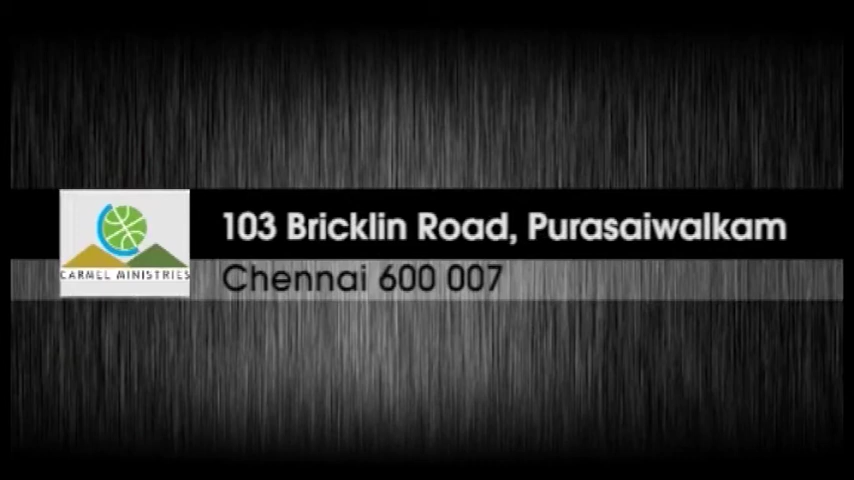 103 Bricklin Road, Purasaiwalkam
CARMEL MINISTRIES
Chennai 600 007